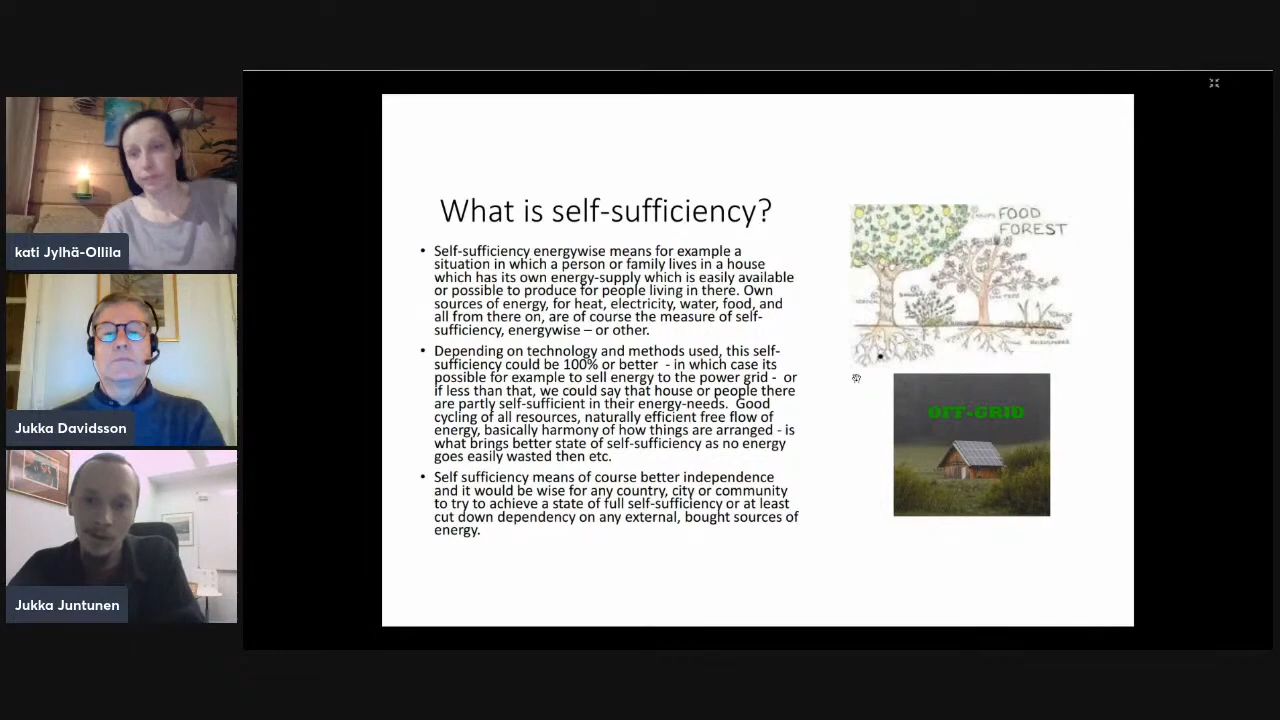 kati Jylhä-Ollila
Jukka Davidsson
Jukka Juntunen
What is self-sufficiency?
• Self-sufficiency energywise means for example a
situation in which a person or family lives in a house
which has its own energy-supply which is easily available
or possible to produce for people living in there. Own
sources of energy, for heat, electricity, water, food, and
all from there on, are of course the measure of self-
sufficiency, energywise – or other.
• Depending on technology and methods used, this self-
sufficiency could be 100% or better - in which case its
possible for example to sell energy to the power grid - or
if less than that, we could say that house or people there
are partly self-sufficient in their energy-needs. Good
cycling of all resources, naturally efficient free flow of
energy, basically harmony of how things are arranged - is
what brings better state of self-sufficiency as no energy
goes easily wasted then etc.
• Self sufficiency means of course better independence
and it would be wise for any country, city or community
to try to achieve a state of full self-sufficiency or at least
cut down dependency on any external, bought sources of
energy.
FOOD
FOREST
OFF-GRID